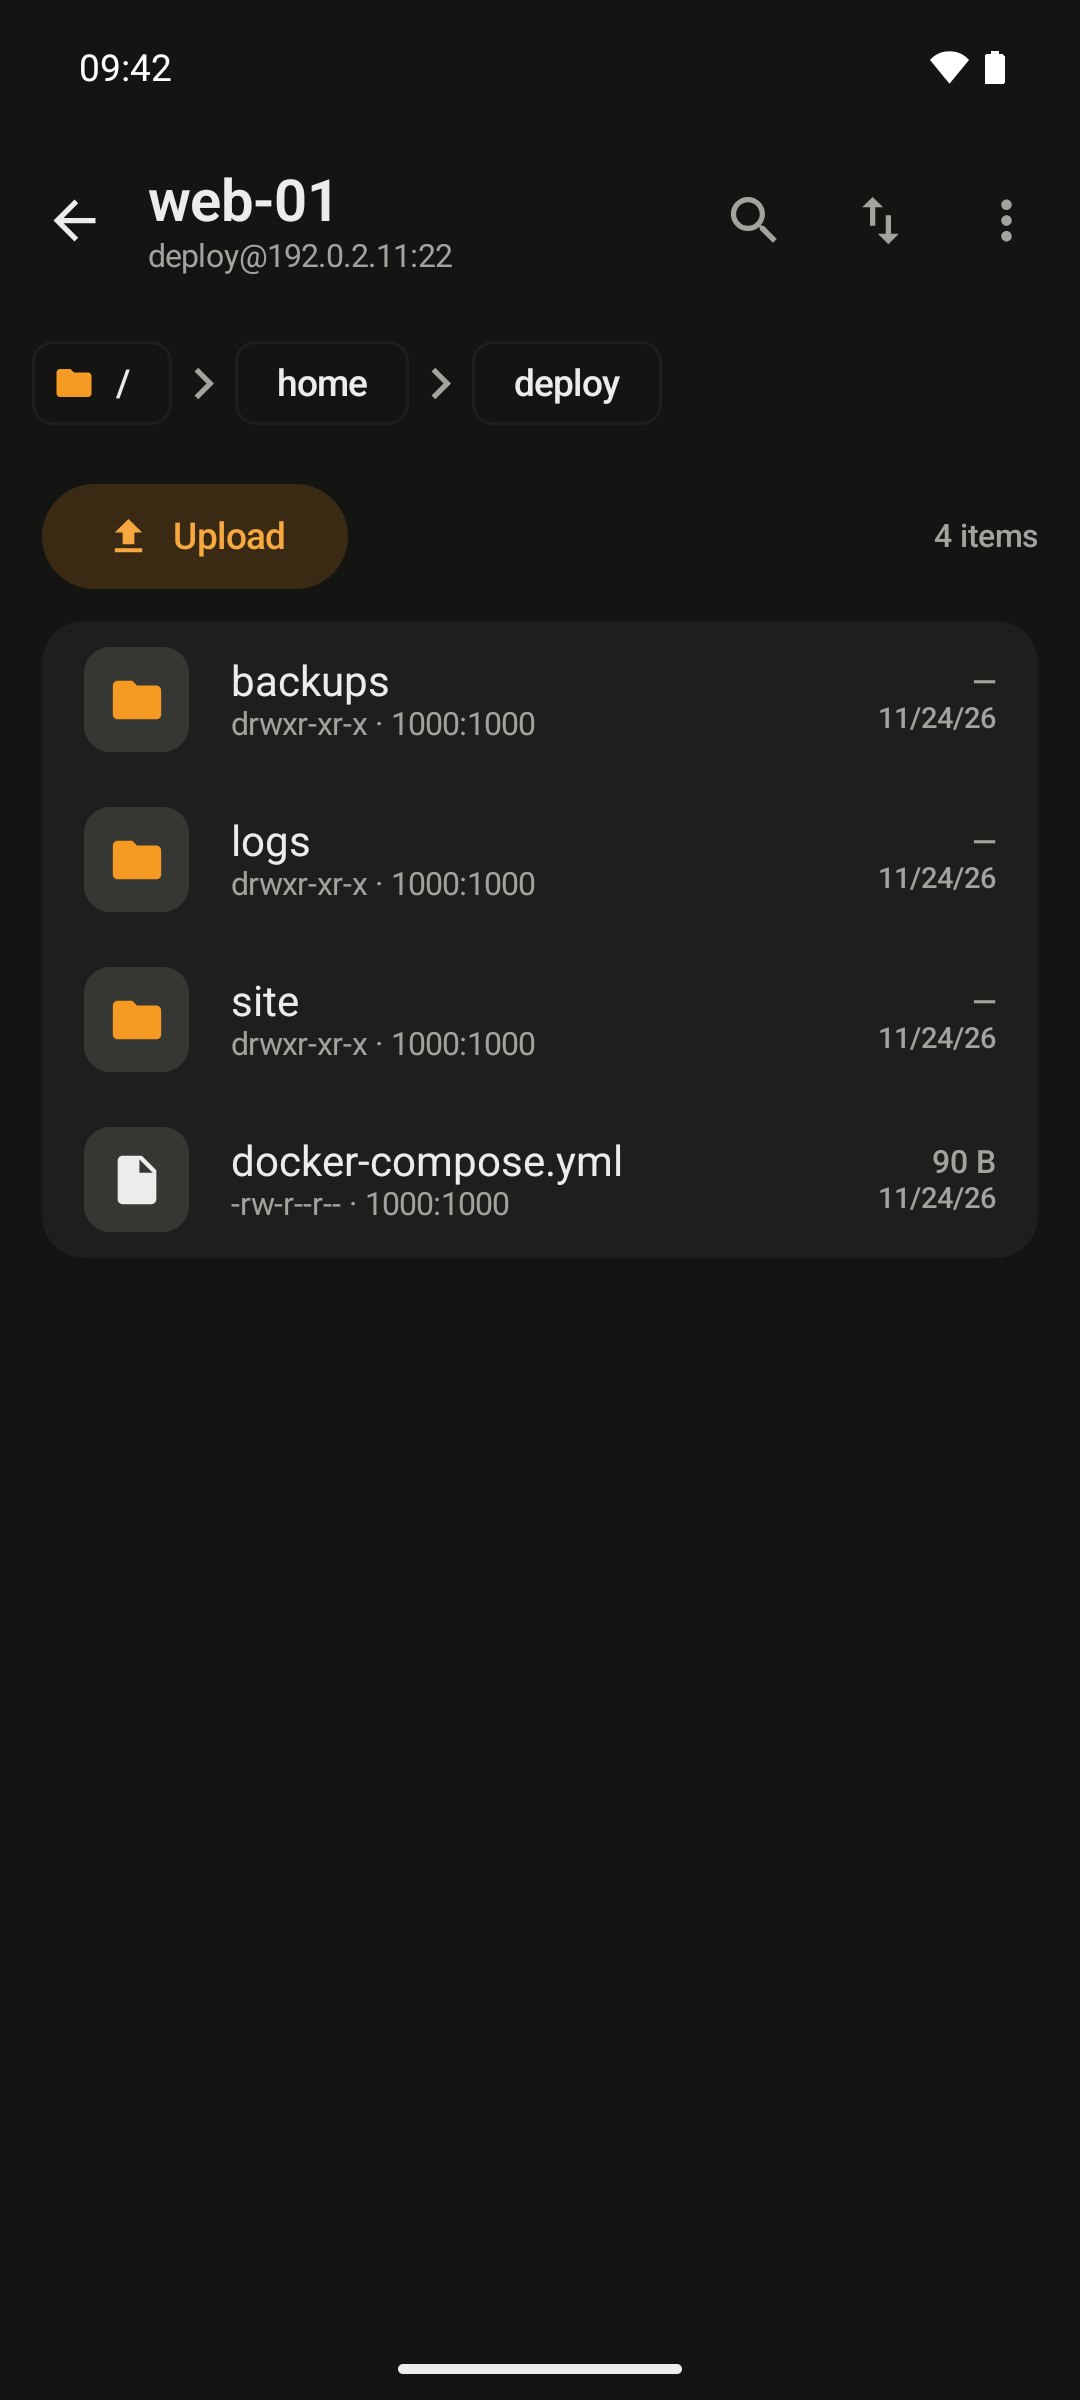 09:42
web-01
deploy@192.0.2.11:22
/ home deploy
Upload
4 items
backups
drwxr-xr-x · 1000:1000
–
11/24/26
logs
drwxr-xr-x · 1000:1000
–
11/24/26
site
drwxr-xr-x · 1000:1000
–
11/24/26
docker-compose.yml
-rw-r--r-- · 1000:1000
90 B
11/24/26